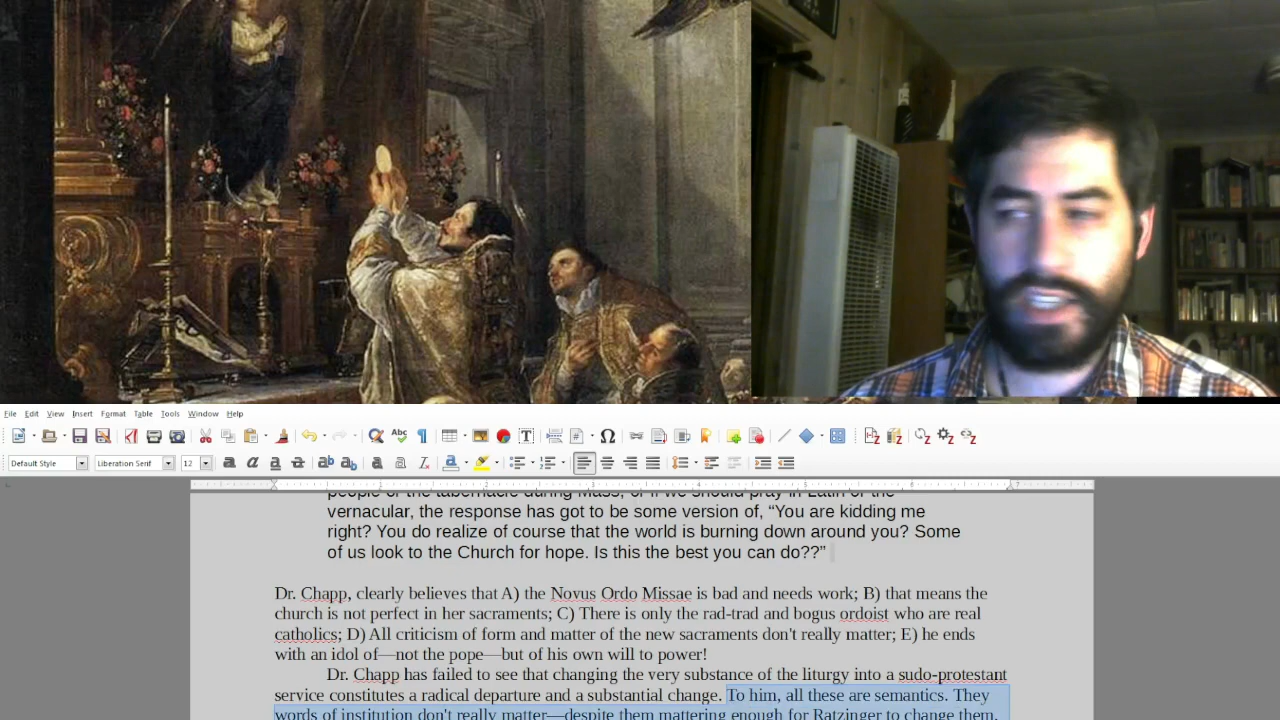 File Edit View Insert Format Table Tools Window Help
Abc
Default Style Liberation Serif 12
people or the tabernacle during Mass, or if we should pray in Latin or the
vernacular, the response has got to be some version of, “You are kidding me
right? You do realize of course that the world is burning down around you? Some
of us look to the Church for hope. Is this the best you can do??”
Dr. Chapp, clearly believes that A) the Novus Ordo Missae is bad and needs work; B) that means the
church is not perfect in her sacraments; C) There is only the rad-trad and bogus ordoist who are real
catholics; D) All criticism of form and matter of the new sacraments don't really matter; E) he ends
with an idol of—not the pope—but of his own will to power!
Dr. Chapp has failed to see that changing the very substance of the liturgy into a sudo-protestant
service constitutes a radical departure and a substantial change. To him, all these are semantics. They
words of institution don't really matter—despite them mattering enough for Ratzinger to change them.